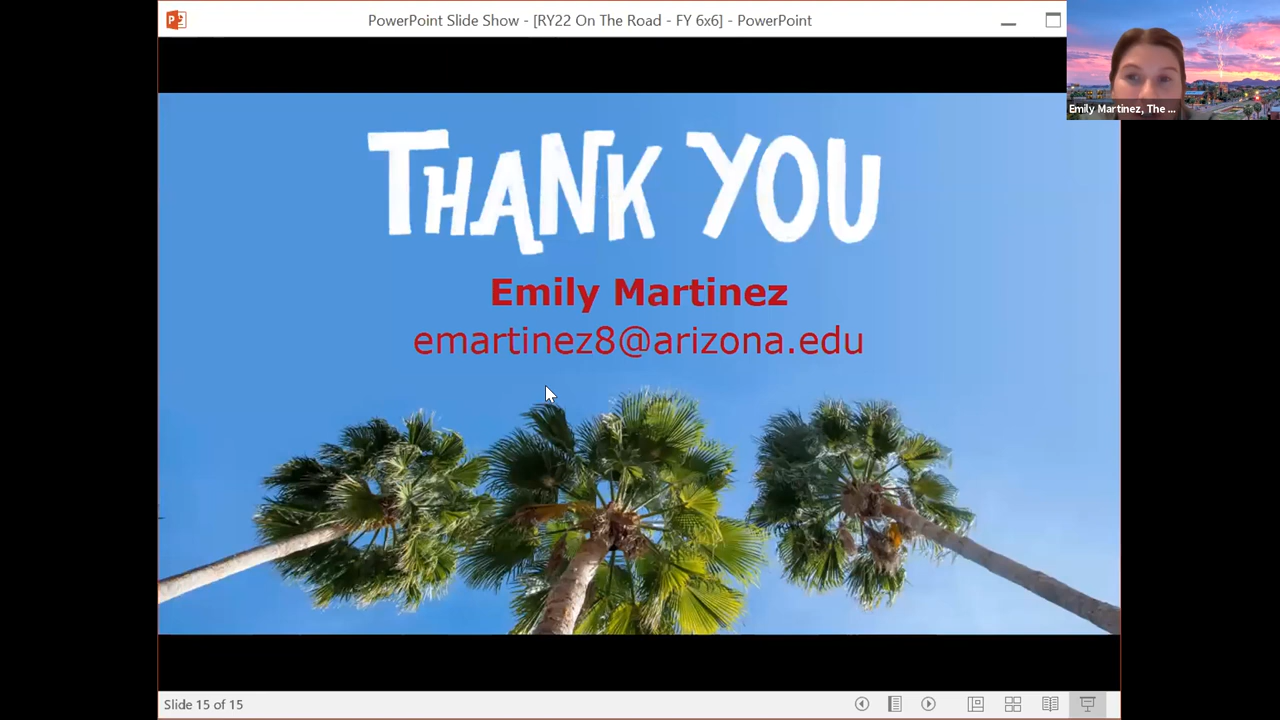 PowerPoint Slide Show - [RY22 On The Road - FY 6x6] - PowerPoint
Emily Martinez, The ...
THANK YOU
Emily Martinez
emartinez8@arizona.edu
Slide 15 of 15